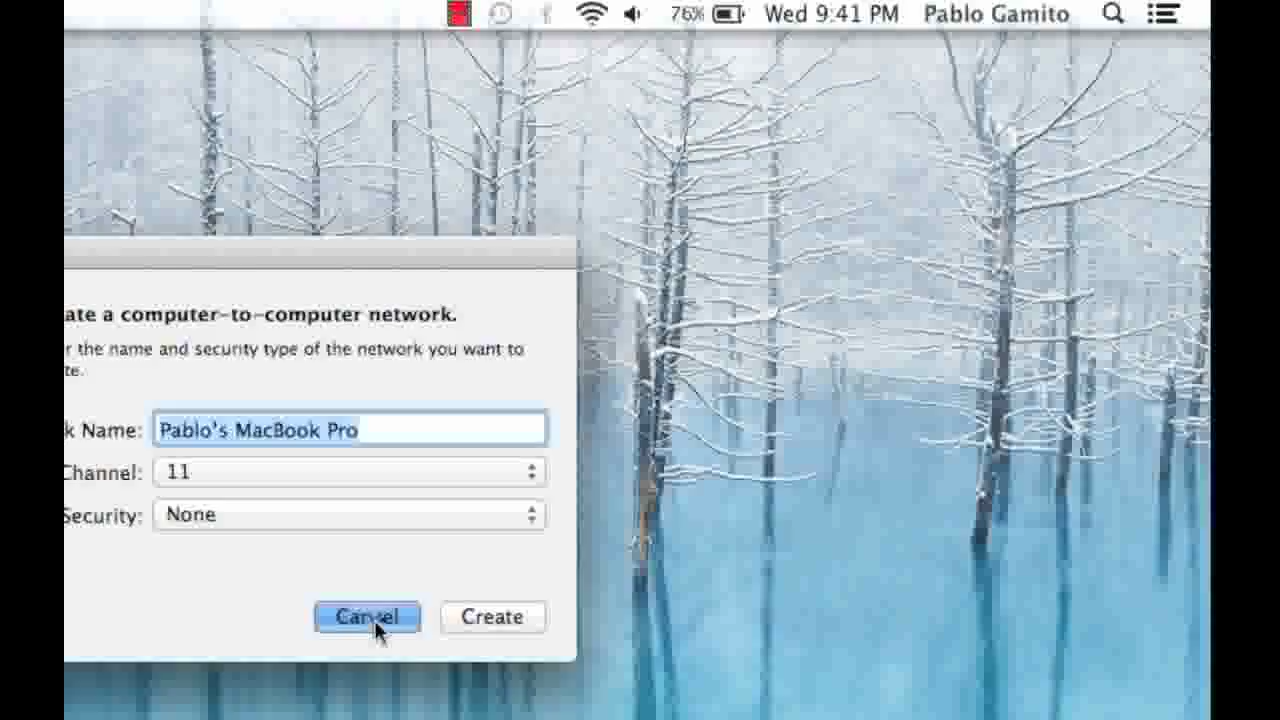 76% Wed 9:41 PM Pablo Gamito
ate a computer-to-computer network.
r the name and security type of the network you want to
te.
k Name: Pablo's MacBook Pro
Channel: 11
Security: None
Cancel Create